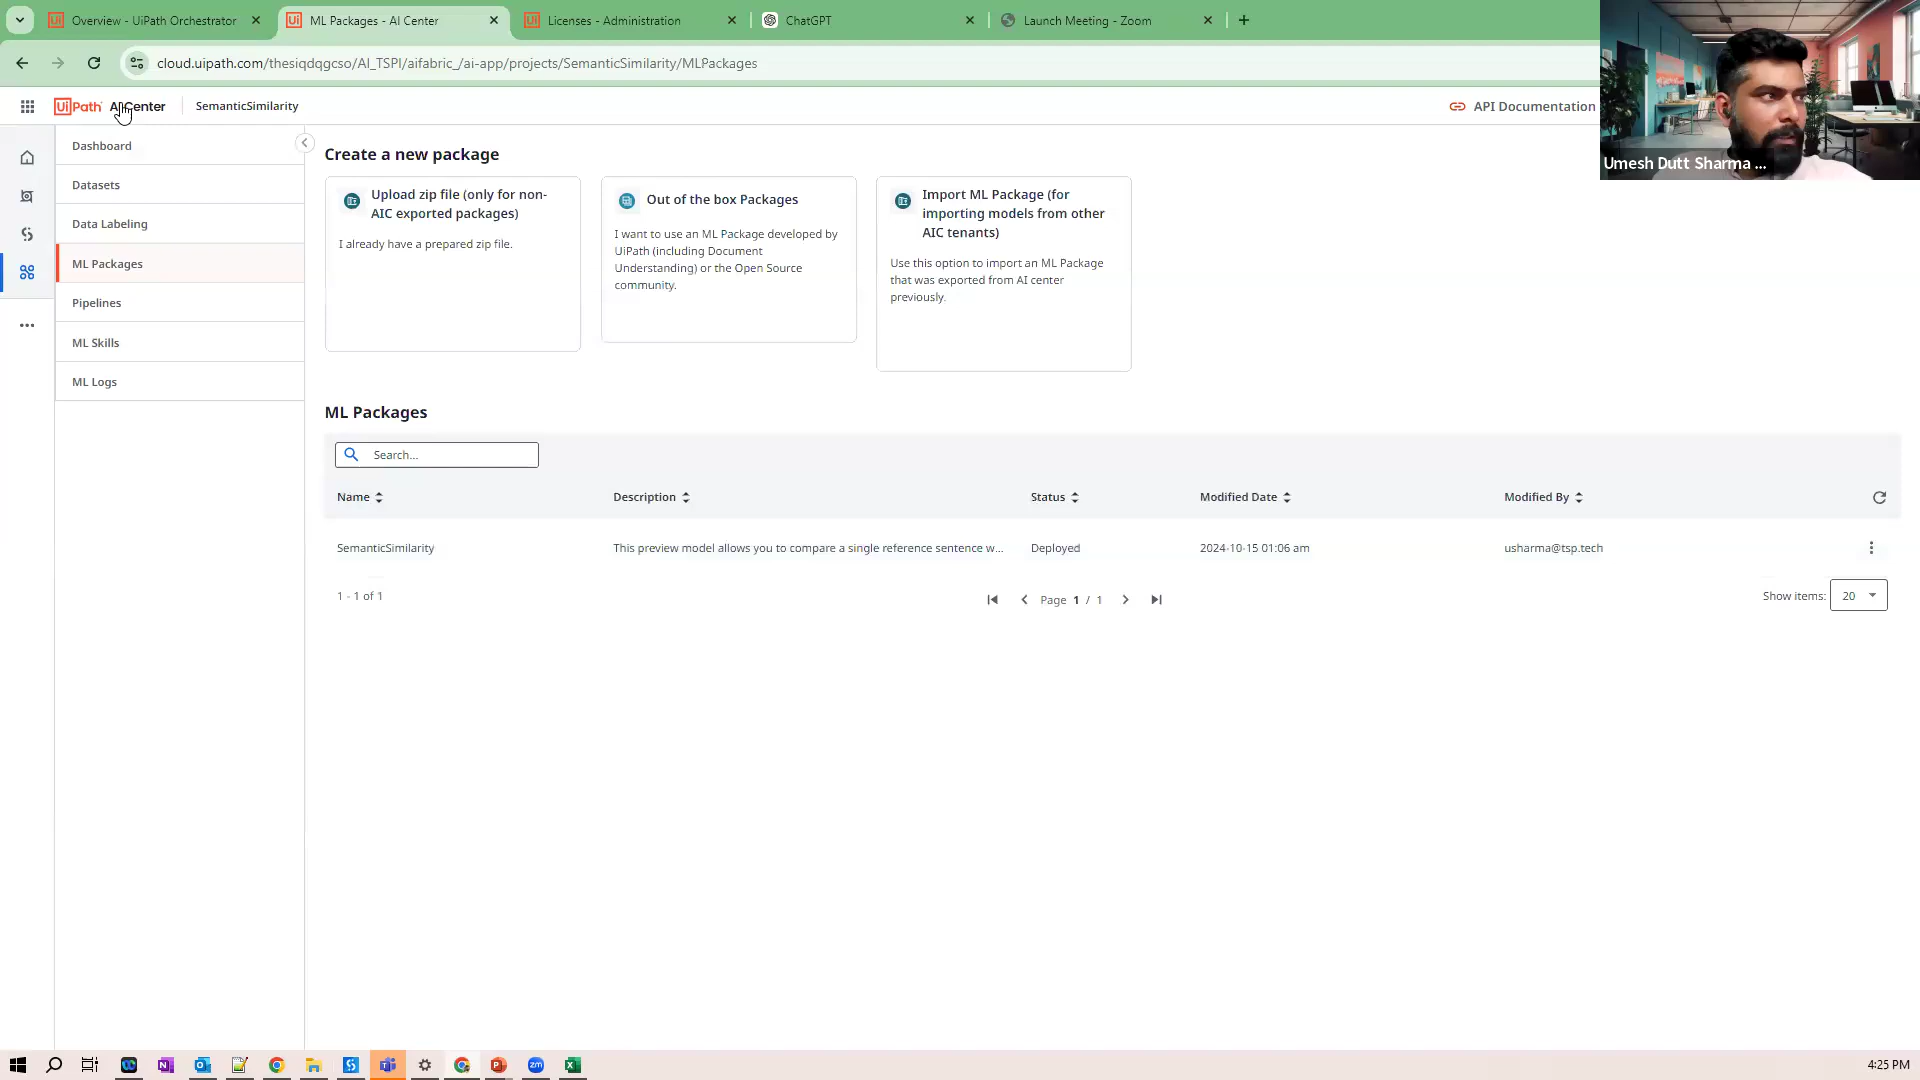 Overview - UiPath Orchestrator
ML Packages - AI Center
Licenses - Administration
ChatGPT
Launch Meeting - Zoom
cloud.uipath.com/thesiqdqgcso/AI_TSPI/aifabric_/ai-app/projects/SemanticSimilarity/MLPackages
UiPath AI Center
SemanticSimilarity
API Documentation
Umesh Dutt Sharma ...
Dashboard
Datasets
Data Labeling
ML Packages
Pipelines
ML Skills
ML Logs
Create a new package
Upload zip file (only for non-
AIC exported packages)
I already have a prepared zip file.
Out of the box Packages
I want to use an ML Package developed by
UiPath (including Document
Understanding) or the Open Source
community.
Import ML Package (for
importing models from other
AIC tenants)
Use this option to import an ML Package
that was exported from AI center
previously.
ML Packages
Search...
Name Description Status Modified Date Modified By
SemanticSimilarity This preview model allows you to compare a single reference sentence w... Deployed 2024-10-15 01:06 am usharma@tsp.tech
1 - 1 of 1 Page 1 / 1 Show items: 20
4:25 PM